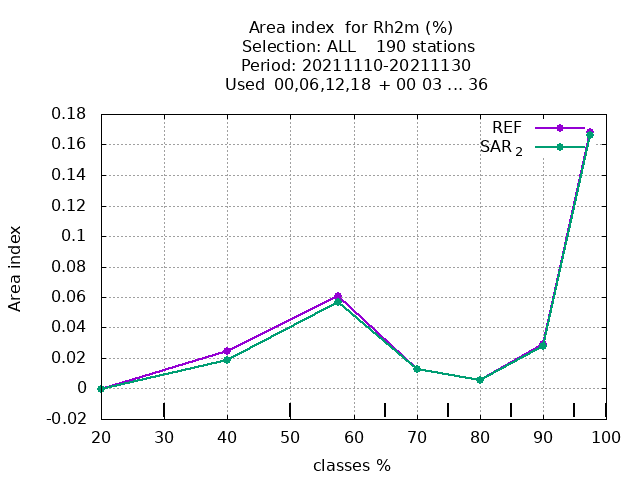 Area index  for Rh2m (%)
Selection: ALL    190 stations
Period: 20211110-20211130
Used  00,06,12,18 + 00 03 ... 36
0.18
0.16
0.14
0.12
0.1
0.08
0.06
0.04
0.02
0
-0.02
Area index
REF
SAR 2
20 30 40 50 60 70 80 90 100
classes %